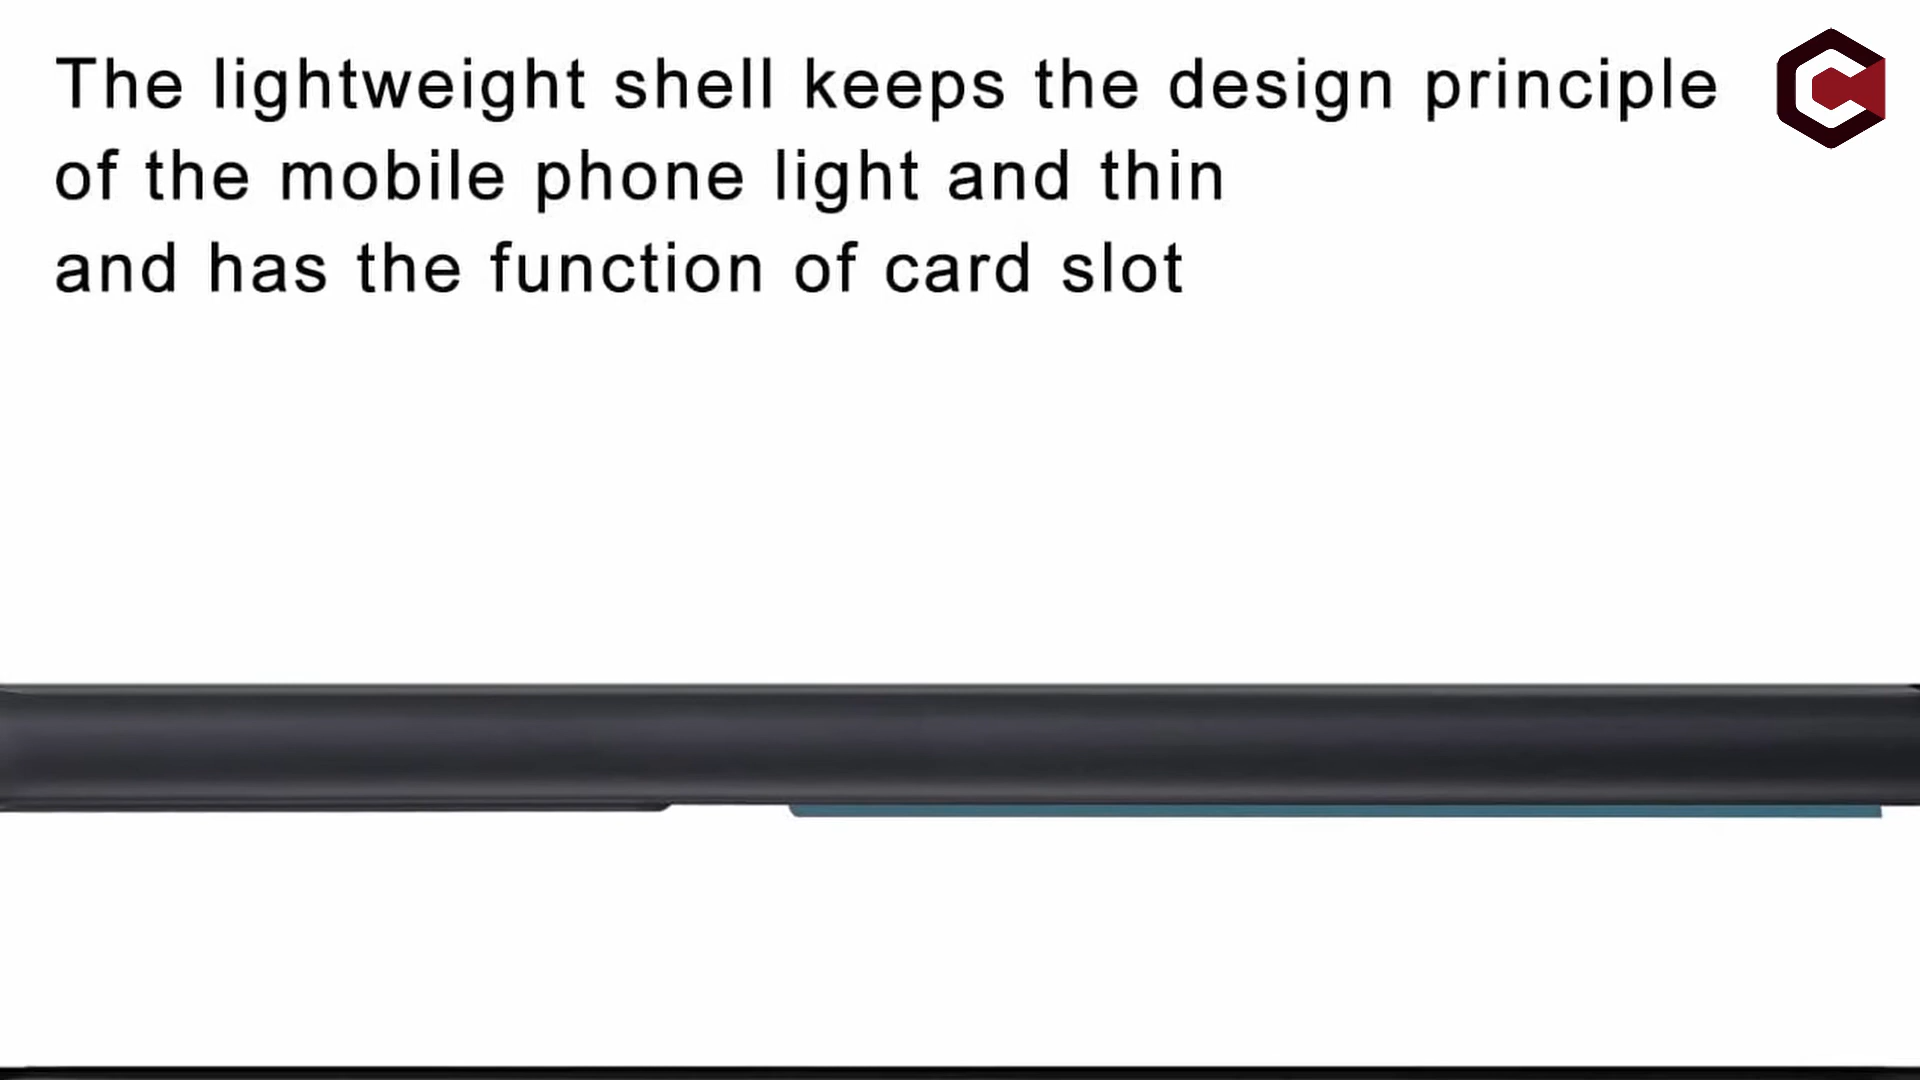 The lightweight shell keeps the design principle
of the mobile phone light and thin
and has the function of card slot